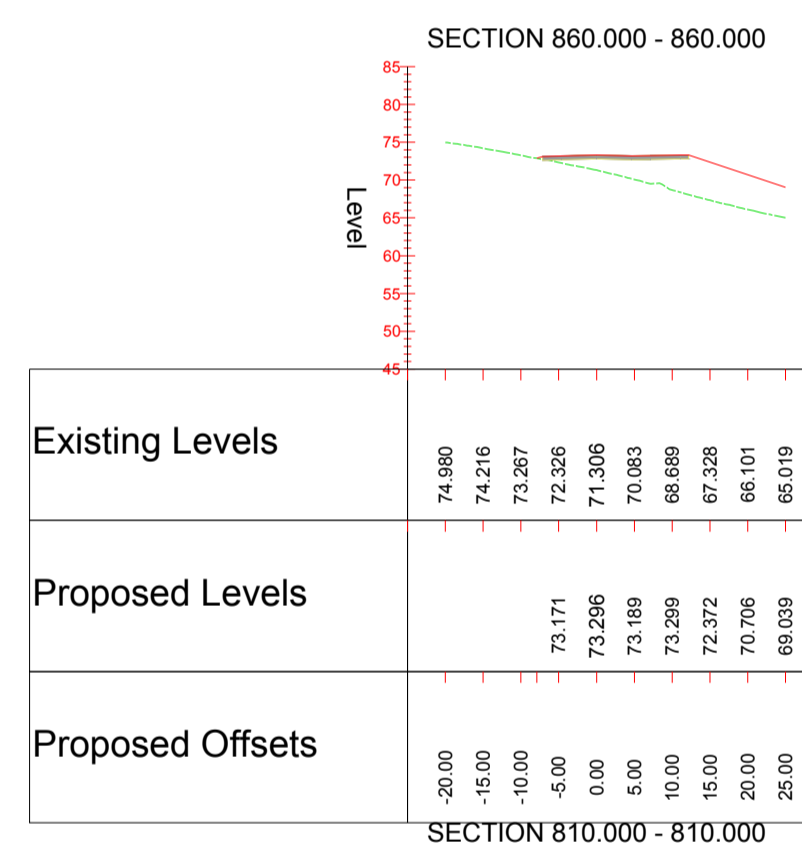 SECTION 860.000 - 860.000
85
80
75
70
65
60
55
50
45
Level
Existing Levels
74.980 74.216 73.267 72.326 71.306 70.083 68.689 67.328 66.101 65.019
Proposed Levels
73.171 73.296 73.189 73.299 72.372 70.706 69.039
Proposed Offsets
-20.00 -15.00 -10.00 -5.00 0.00 5.00 10.00 15.00 20.00 25.00
SECTION 810.000 - 810.000